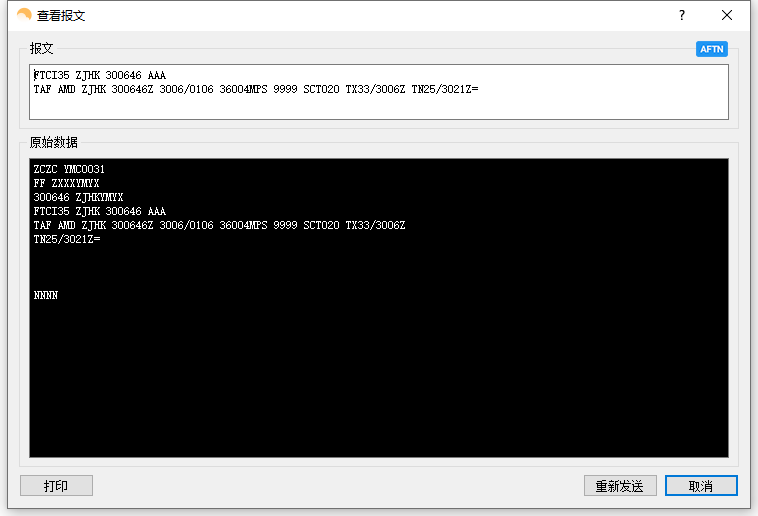 查看报文
?
报文
AFTN
FTCI35 ZJHK 300646 AAA
TAF AMD ZJHK 300646Z 3006/0106 36004MPS 9999 SCT020 TX33/3006Z TN25/3021Z=
原始数据
ZCZC YMC0031
FF ZXXXYMYX
300646 ZJHKYMYX
FTCI35 ZJHK 300646 AAA
TAF AMD ZJHK 300646Z 3006/0106 36004MPS 9999 SCT020 TX33/3006Z
TN25/3021Z=
NNNN
打印
重新发送
取消